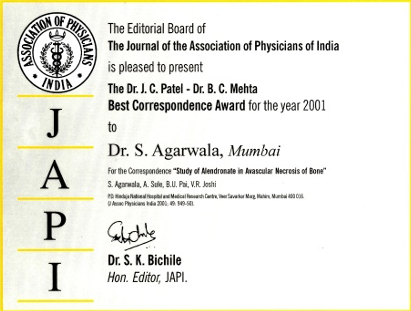 ASSOCIATION OF PHYSICIANS
INDIA
J
A
P
I
The Editorial Board of
The Journal of the Association of Physicians of India
is pleased to present
The Dr. J. C. Patel - Dr. B. C. Mehta
Best Correspondence Award for the year 2001
to
Dr. S. Agarwala, Mumbai
For the Correspondence "Study of Alendronate in Avascular Necrosis of Bone"
S. Agarwala, A. Sule, B.U. Pai, V.R. Joshi
P.D. Hinduja National Hospital and Medical Research Centre, Veer Savarkar Marg, Mahim, Mumbai 400 016.
(J Assoc Physicians India 2001; 49: 949-50).
Dr. S. K. Bichile
Hon. Editor, JAPI.